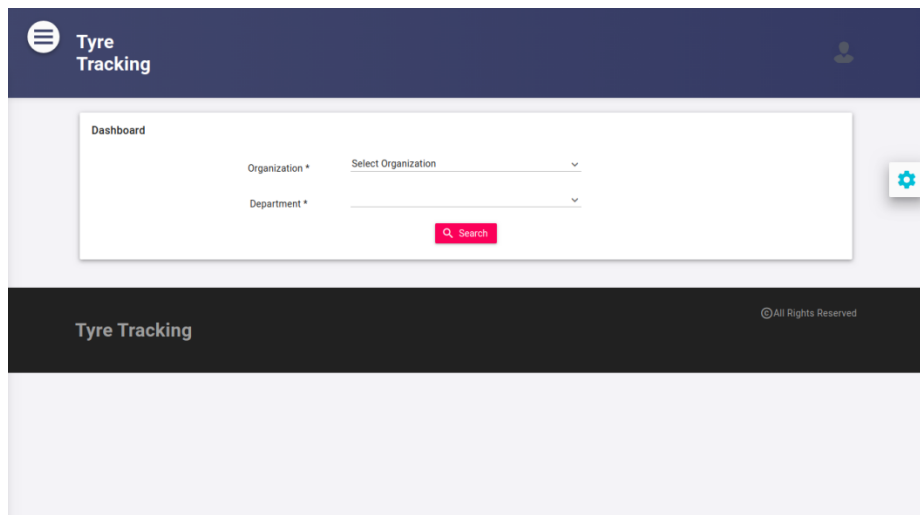 Tyre
Tracking
Dashboard
Organization *
Select Organization
Department *
Search
Tyre Tracking
©All Rights Reserved